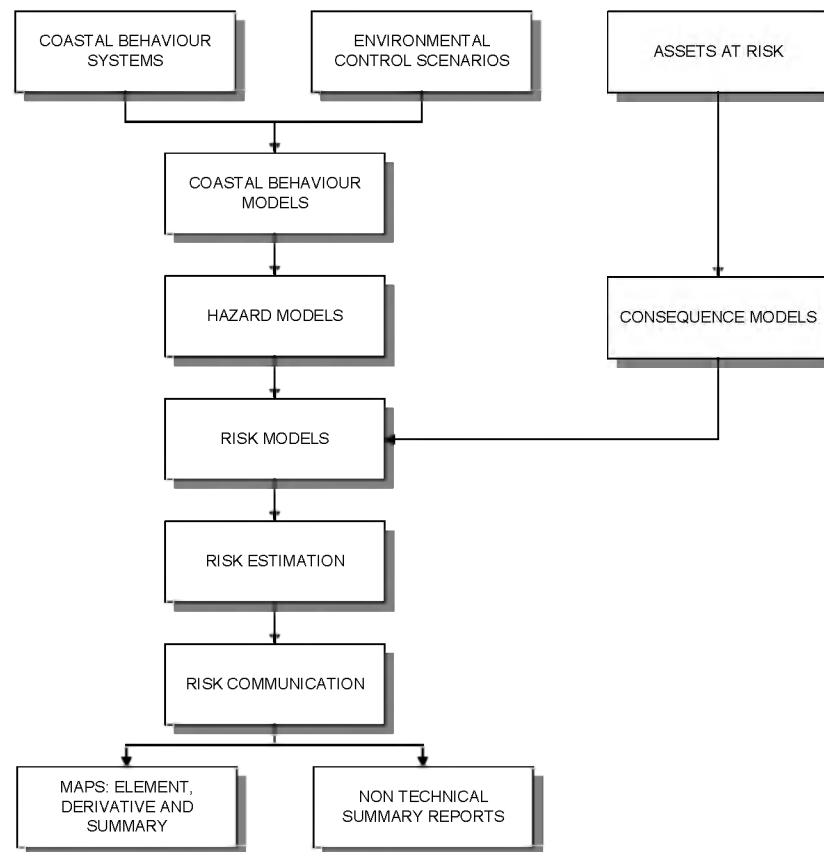 COASTAL BEHAVIOUR
SYSTEMS
ENVIRONMENTAL
CONTROL SCENARIOS
ASSETS AT RISK
COASTAL BEHAVIOUR
MODELS
HAZARD MODELS
CONSEQUENCE MODELS
RISK MODELS
RISK ESTIMATION
RISK COMMUNICATION
MAPS: ELEMENT,
DERIVATIVE AND
SUMMARY
NON TECHNICAL
SUMMARY REPORTS